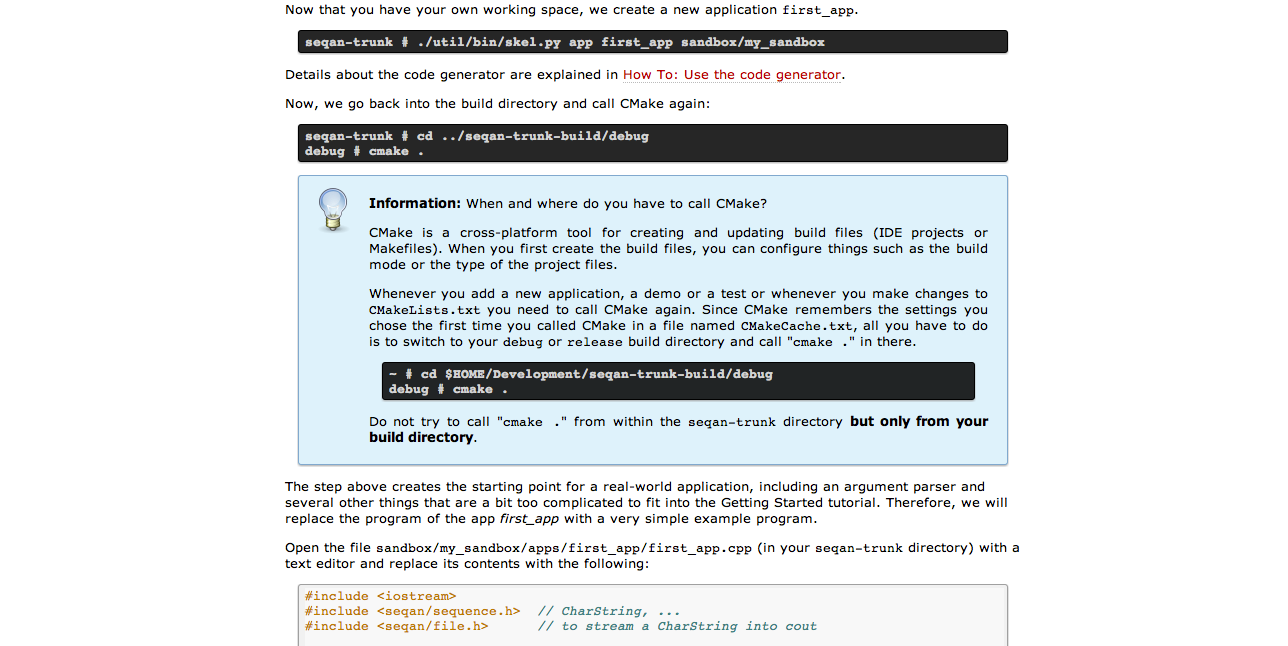 Now that you have your own working space, we create a new application first_app.
seqan-trunk # ./util/bin/skel.py app first_app sandbox/my_sandbox
Details about the code generator are explained in How To: Use the code generator.
Now, we go back into the build directory and call CMake again:
seqan-trunk # cd ../seqan-trunk-build/debug
debug # cmake .
Information: When and where do you have to call CMake?
CMake is a cross-platform tool for creating and updating build files (IDE projects or
Makefiles). When you first create the build files, you can configure things such as the build
mode or the type of the project files.
Whenever you add a new application, a demo or a test or whenever you make changes to
CMakeLists.txt you need to call CMake again. Since CMake remembers the settings you
chose the first time you called CMake in a file named CMakeCache.txt, all you have to do
is to switch to your debug or release build directory and call "cmake ." in there.
~ # cd $HOME/Development/seqan-trunk-build/debug
debug # cmake .
Do not try to call "cmake ." from within the seqan-trunk directory but only from your
build directory.
The step above creates the starting point for a real-world application, including an argument parser and
several other things that are a bit too complicated to fit into the Getting Started tutorial. Therefore, we will
replace the program of the app first_app with a very simple example program.
Open the file sandbox/my_sandbox/apps/first_app/first_app.cpp (in your seqan-trunk directory) with a
text editor and replace its contents with the following:
#include <iostream>
#include <seqan/sequence.h>  // CharString, ...
#include <seqan/file.h>      // to stream a CharString into cout